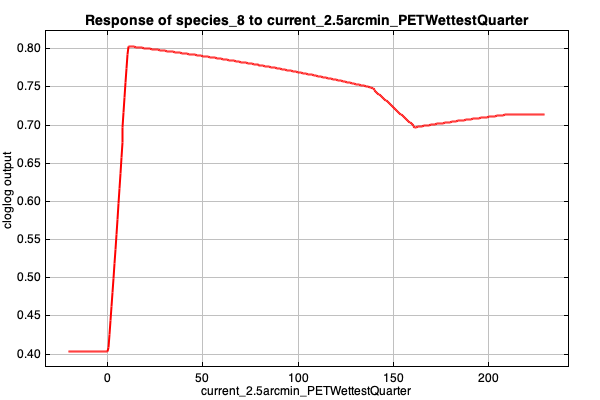 Response of species_8 to current_2.5arcmin_PETWettestQuarter
cloglog output
0.80
0.75
0.70
0.65
0.60
0.55
0.50
0.45
0.40
0 50 100 150 200
current_2.5arcmin_PETWettestQuarter